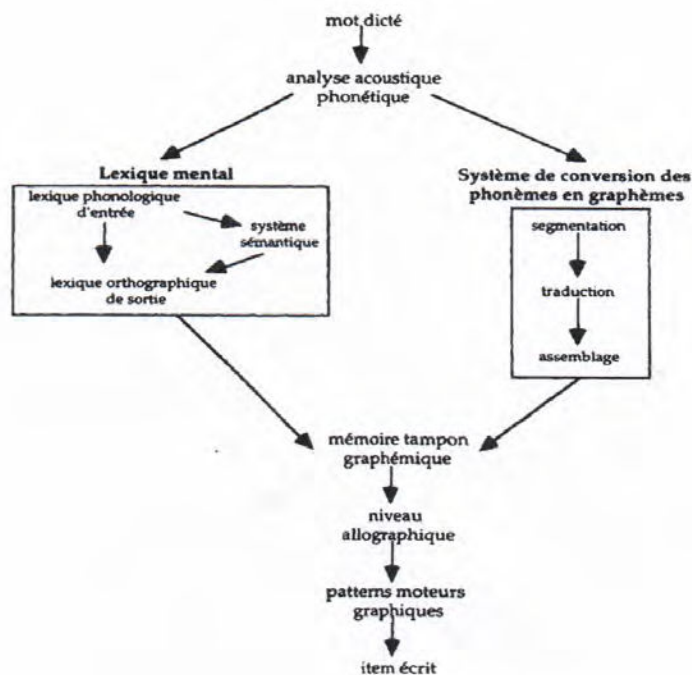 mot dicté
analyse acoustique
phonétique
Lexique mental
lexique phonologique
d'entrée
système
sémantique
lexique orthographique
de sortie
Système de conversion des
phonèmes en graphèmes
segmentation
traduction
assemblage
mémoire tampon
graphémique
niveau
allographique
patterns moteurs
graphiques
item écrit